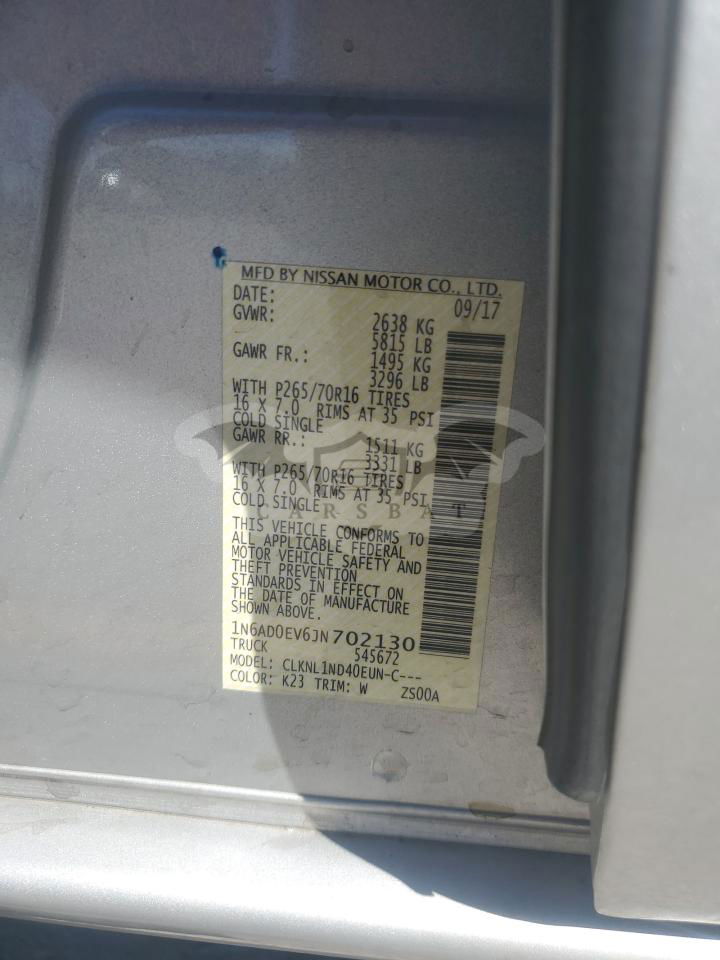 MFD BY NISSAN MOTOR CO., LTD.
DATE: 09/17
GVWR: 2638 KG
5815 LB
GAWR FR.: 1495 KG
3296 LB
WITH P265/70R16 TIRES
16 X 7.0 RIMS AT 35 PSI
COLD SINGLE
GAWR RR.: 1511 KG
3331 LB
WITH P265/70R16 TIRES
16 X 7.0 RIMS AT 35 PSI
COLD SINGLE
CARSBAT
THIS VEHICLE CONFORMS TO
ALL APPLICABLE FEDERAL
MOTOR VEHICLE SAFETY AND
THEFT PREVENTION
STANDARDS IN EFFECT ON
THE DATE OF MANUFACTURE
SHOWN ABOVE.
1N6AD0EV6JN702130
TRUCK 545672
MODEL: CLKNL1ND40EUN-C---
COLOR: K23 TRIM: W ZS00A